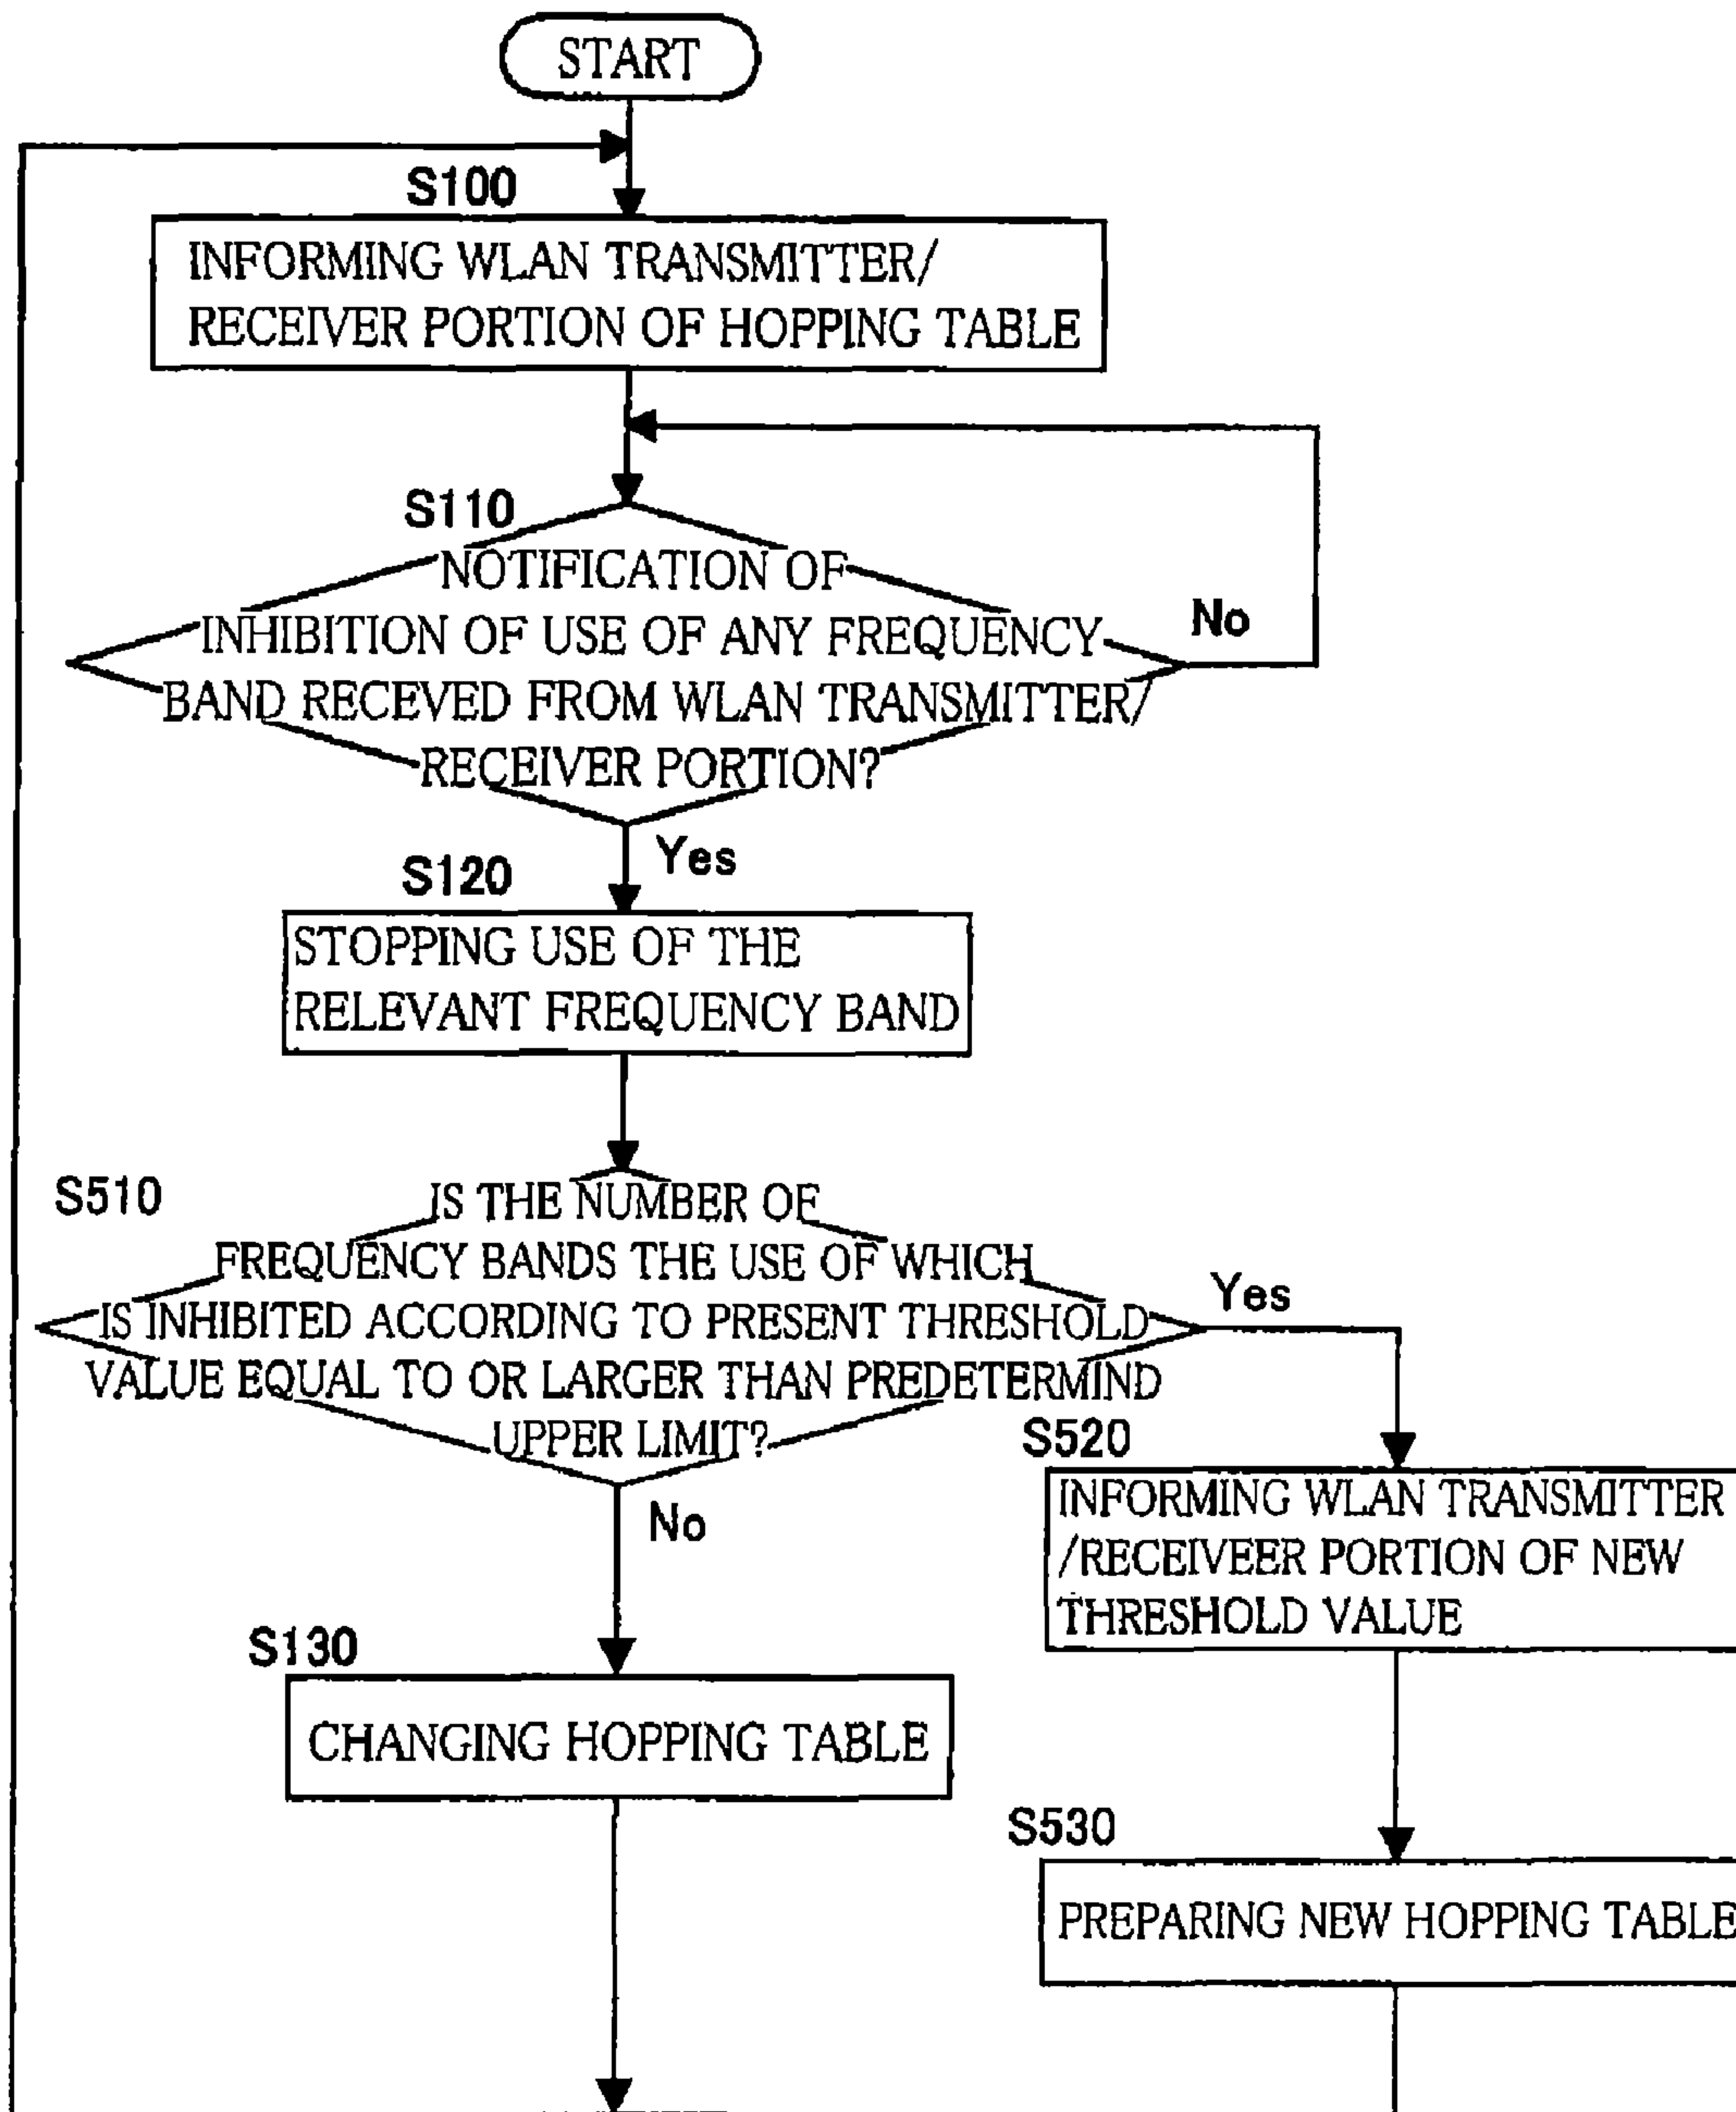 START
S100
INFORMING WLAN TRANSMITTER/
RECEIVER PORTION OF HOPPING TABLE
S110
NOTIFICATION OF
INHIBITION OF USE OF ANY FREQUENCY
BAND RECEVED FROM WLAN TRANSMITTER/
RECEIVER PORTION?
No
Yes
S120
STOPPING USE OF THE
RELEVANT FREQUENCY BAND
S510
IS THE NUMBER OF
FREQUENCY BANDS THE USE OF WHICH
IS INHIBITED ACCORDING TO PRESENT THRESHOLD
VALUE EQUAL TO OR LARGER THAN PREDETERMIND
UPPER LIMIT?
Yes
No
S520
INFORMING WLAN TRANSMITTER
/RECEIVEER PORTION OF NEW
THRESHOLD VALUE
S130
CHANGING HOPPING TABLE
S530
PREPARING NEW HOPPING TABLE